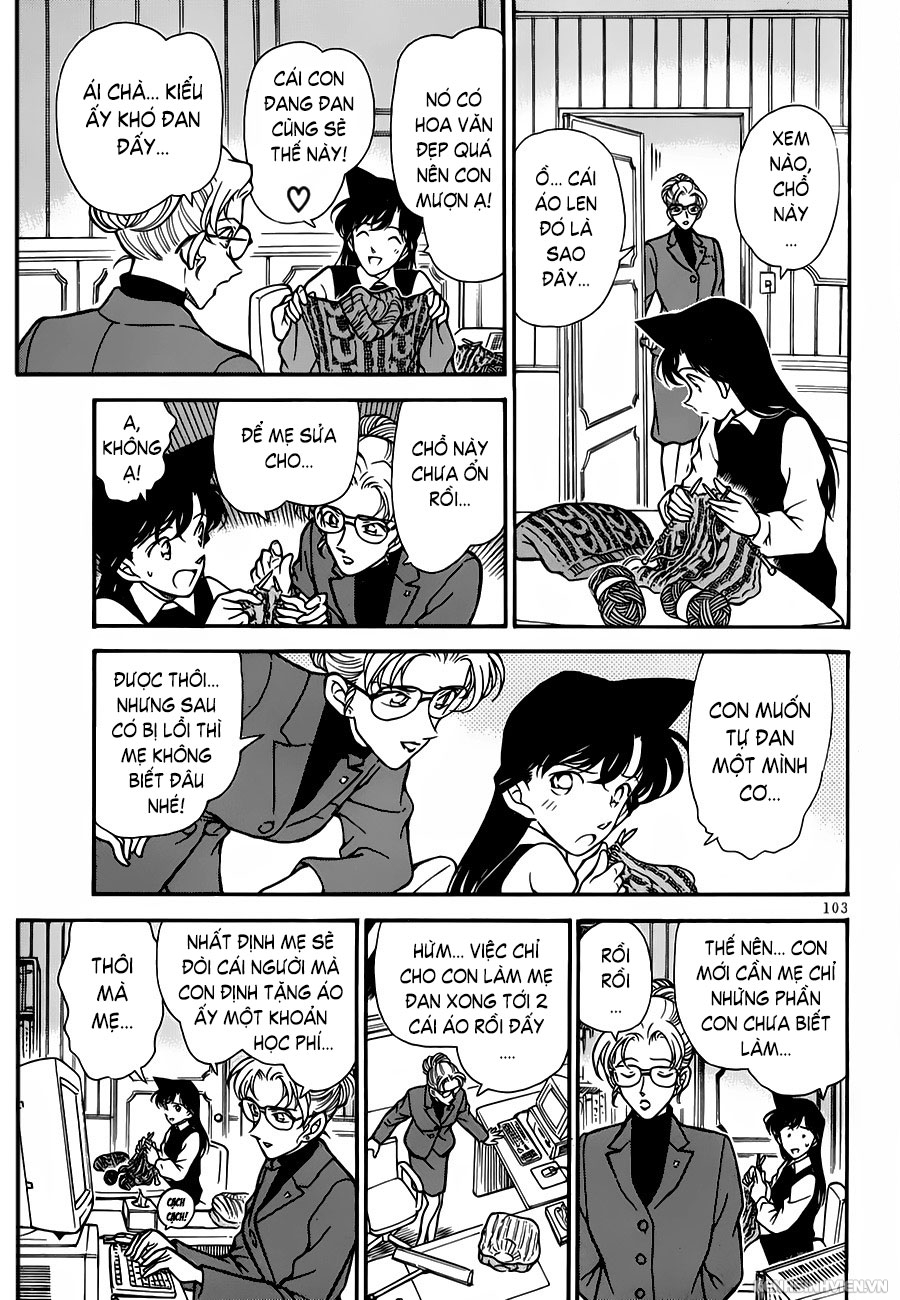 XEM
NÀO,
CHỔ
NÀY
...
Ồ... CÁI
ÁO LEN
ĐÓ LÀ
SAO
ĐÂY...
NÓ CÓ
HOA VĂN
ĐẸP QUÁ
NÊN CON
MƯỢN Ạ!
CÁI CON
ĐANG ĐAN
CŨNG SẼ
THẾ NÀY!
♡
ÁI CHÀ... KIỂU
ẤY KHÓ ĐAN
ĐẤY...
CHỔ NÀY
CHƯA ỔN
RỒI...
ĐỂ MẸ SỬA
CHO...
A,
KHÔNG
Ạ!
CON MUỐN
TỰ ĐAN
MỘT MÌNH
CƠ...
ĐƯỢC THÔI...
NHƯNG SAU
CÓ BỊ LỒI THÌ
MẸ KHÔNG
BIẾT ĐÂU
NHÉ!
103
THẾ NÊN... CON
MỚI CẦN MẸ CHỈ
NHỮNG PHẦN
CON CHƯA BIẾT
LÀM...
RỒI
RỒI
...
HỪM... VIỆC CHỈ
CHO CON LÀM MẸ
ĐAN XONG TỚI 2
CÁI ÁO RỒI ĐẤY
....
NHẤT ĐỊNH MẸ SẼ
ĐÒI CÁI NGƯỜI MÀ
CON ĐỊNH TẶNG ÁO
ẤY MỘT KHOẢN
HỌC PHÍ...
THÔI
MÀ
MẸ...
CẠCH
CẠCH!